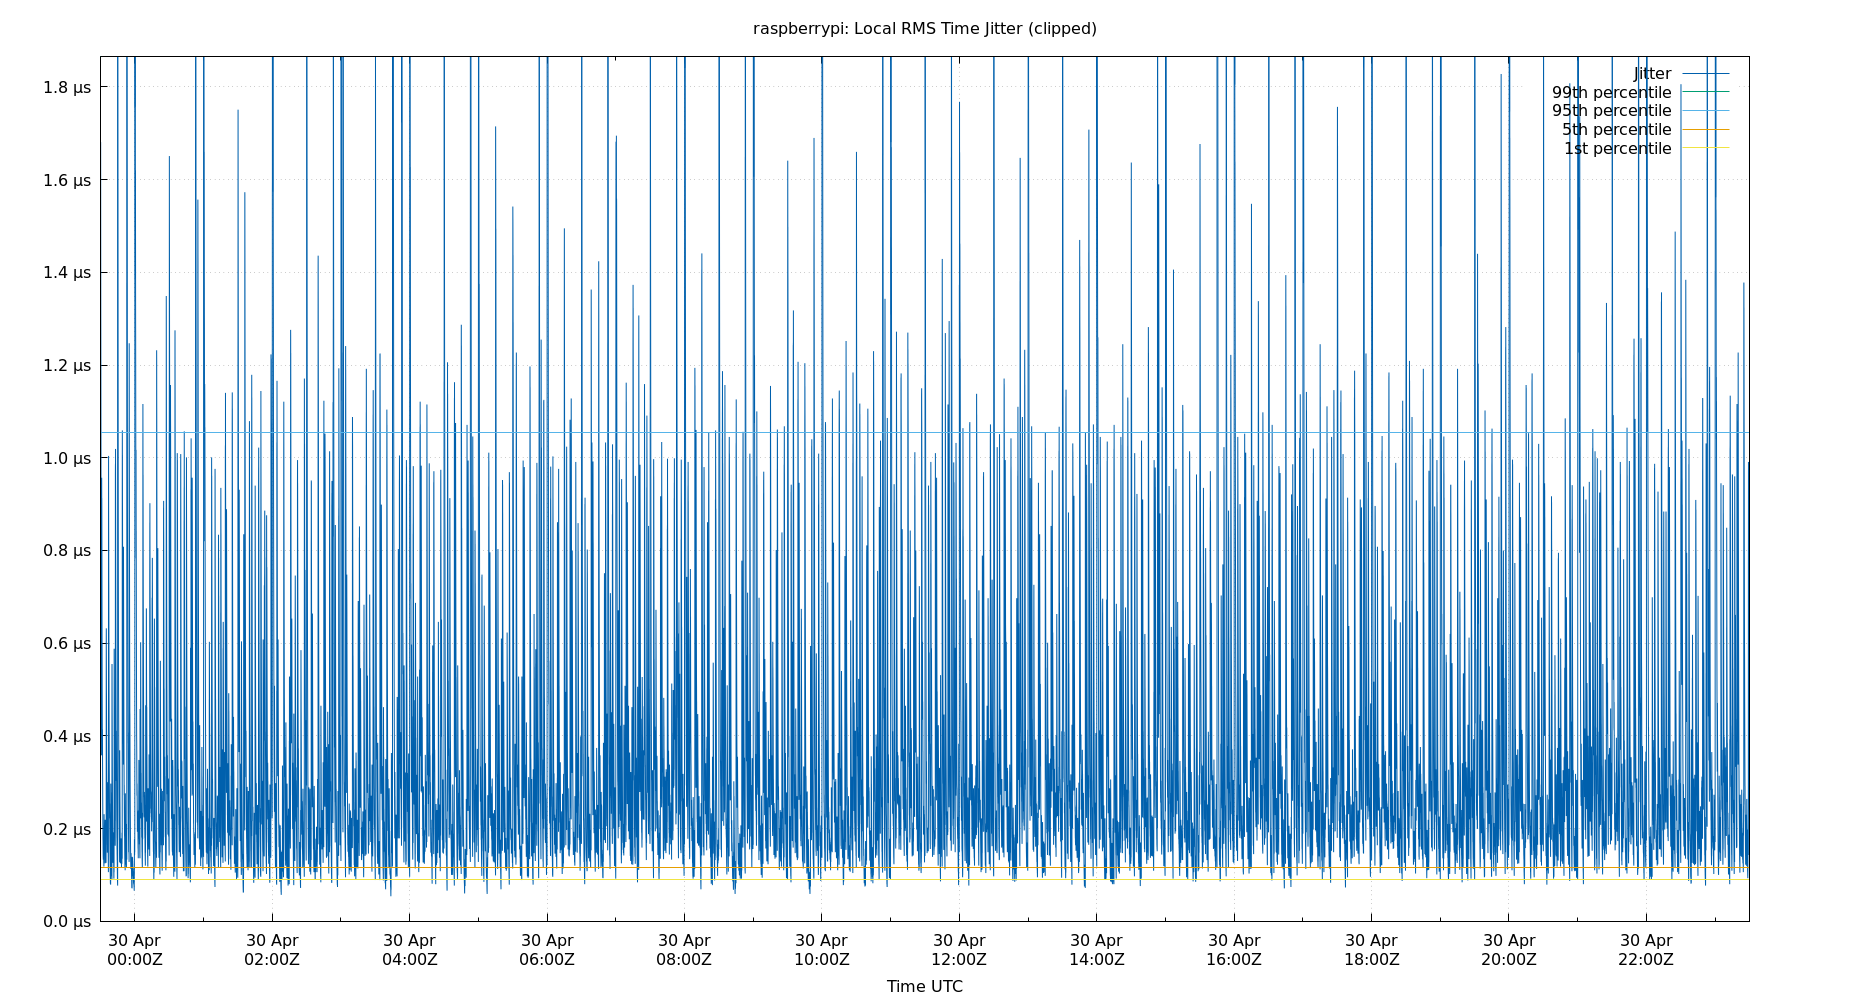 raspberrypi: Local RMS Time Jitter (clipped)
Jitter
99th percentile
95th percentile
5th percentile
1st percentile
1.8 µs
1.6 µs
1.4 µs
1.2 µs
1.0 µs
0.8 µs
0.6 µs
0.4 µs
0.2 µs
0.0 µs
30 Apr 30 Apr 30 Apr 30 Apr 30 Apr 30 Apr 30 Apr 30 Apr 30 Apr 30 Apr 30 Apr 30 Apr
00:00Z 02:00Z 04:00Z 06:00Z 08:00Z 10:00Z 12:00Z 14:00Z 16:00Z 18:00Z 20:00Z 22:00Z
Time UTC